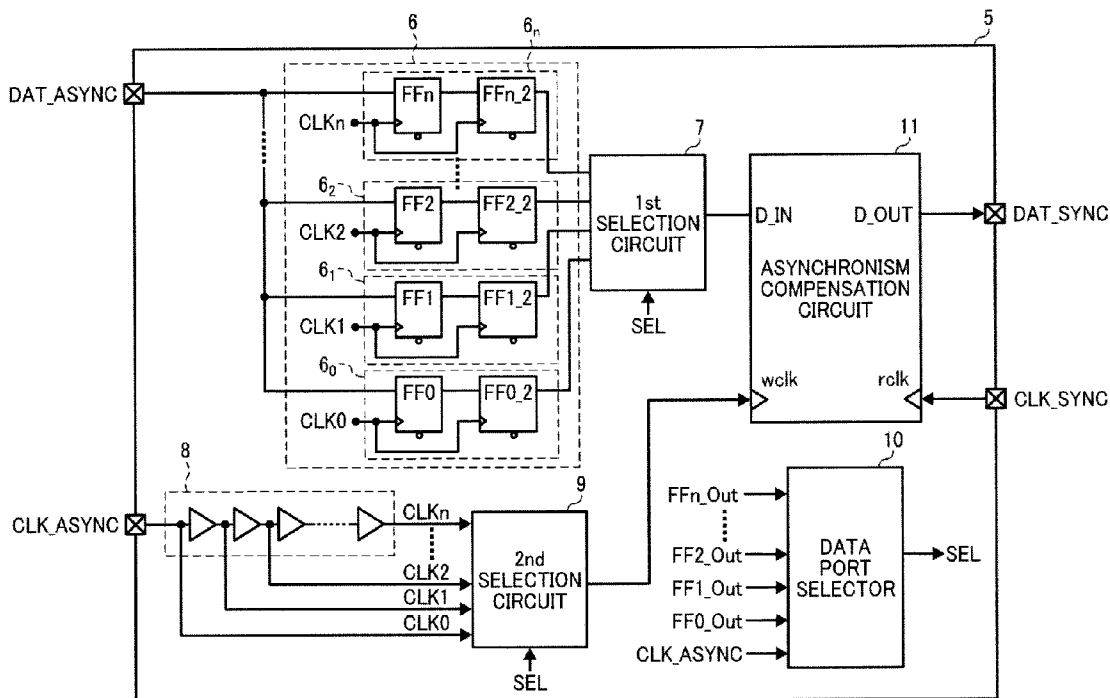 5
6
6n
DAT_ASYNC
FFn
FFn_2
CLKn
7
11
62
FF2
FF2_2
CLK2
1st
SELECTION
CIRCUIT
D_IN
D_OUT
DAT_SYNC
ASYNCHRONISM
COMPENSATION
CIRCUIT
61
FF1
FF1_2
CLK1
SEL
60
FF0
FF0_2
CLK0
wclk
rclk
CLK_SYNC
8
9
10
CLK_ASYNC
CLKn
CLK2
CLK1
CLK0
2nd
SELECTION
CIRCUIT
SEL
FFn_Out
FF2_Out
FF1_Out
FF0_Out
CLK_ASYNC
DATA
PORT
SELECTOR
SEL